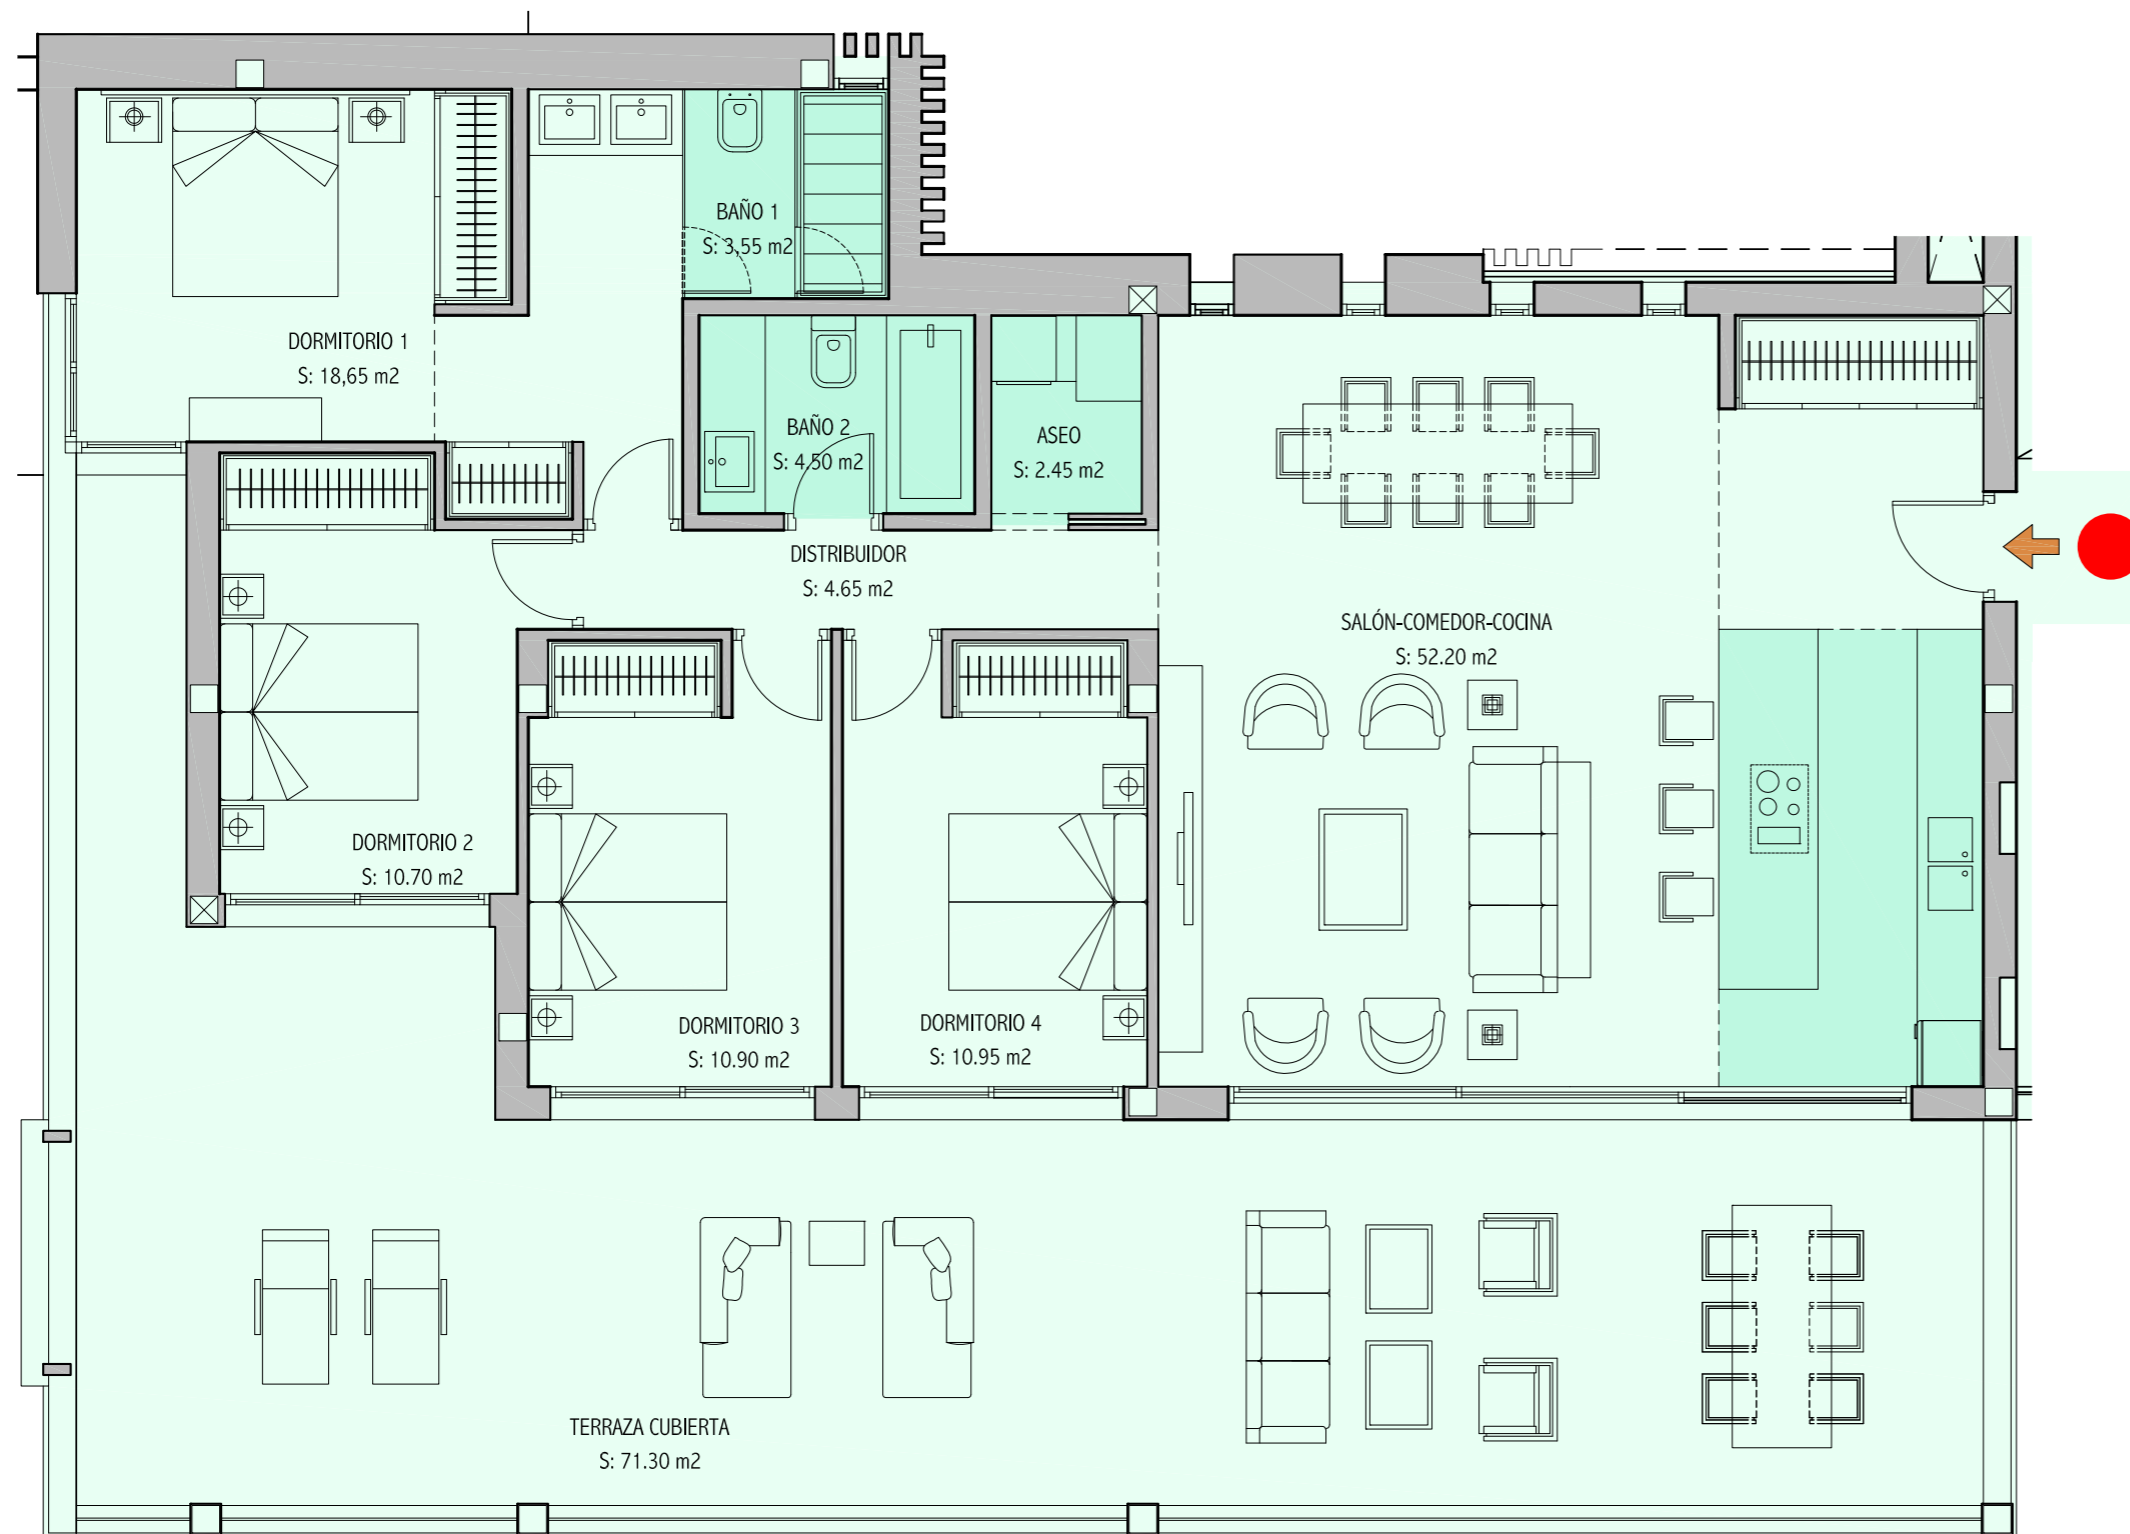 BAÑO 1
S: 3,55 m2
DORMITORIO 1
S: 18,65 m2
BAÑO 2
S: 4.50 m2
ASEO
S: 2.45 m2
DISTRIBUIDOR
S: 4.65 m2
SALÓN-COMEDOR-COCINA
S: 52.20 m2
DORMITORIO 2
S: 10.70 m2
DORMITORIO 3
S: 10.90 m2
DORMITORIO 4
S: 10.95 m2
TERRAZA CUBIERTA
S: 71.30 m2